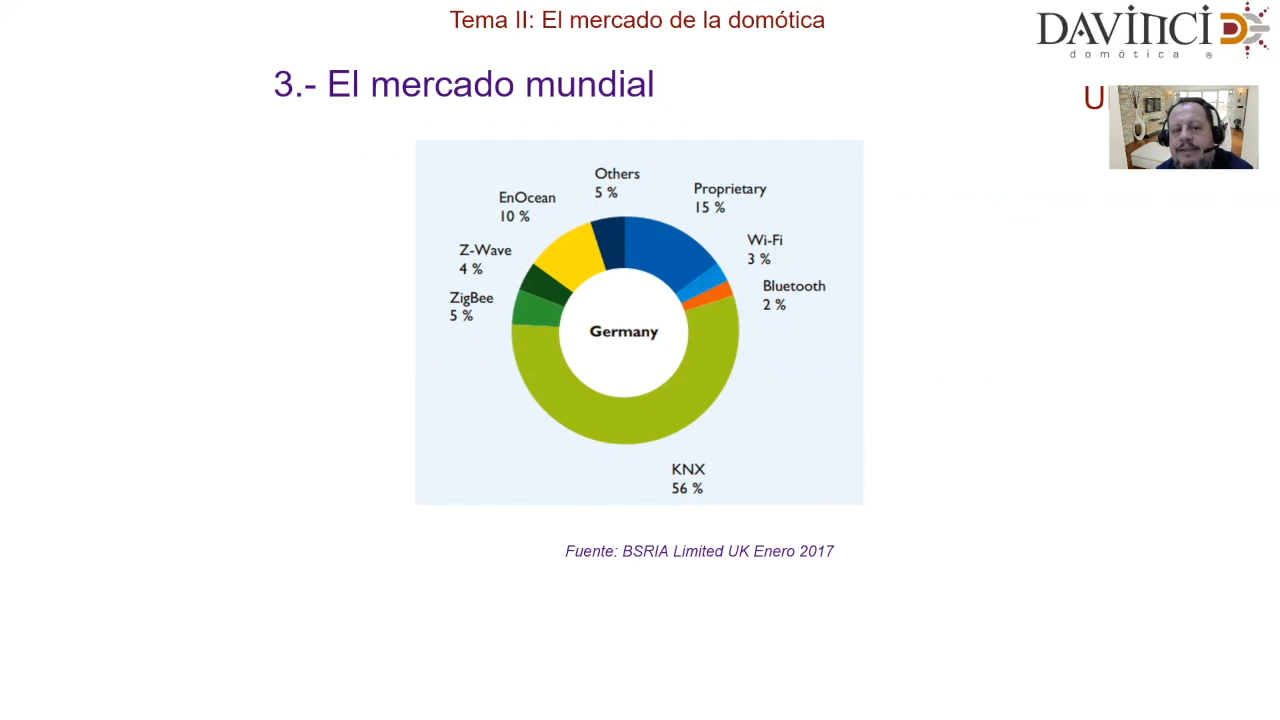 Tema II: El mercado de la domótica
DAVINCI
domótica ®
3.- El mercado mundial
Others
5 %
Proprietary
15 %
EnOcean
10 %
Wi-Fi
3 %
Z-Wave
4 %
Bluetooth
2 %
ZigBee
5 %
Germany
KNX
56 %
Fuente: BSRIA Limited UK Enero 2017